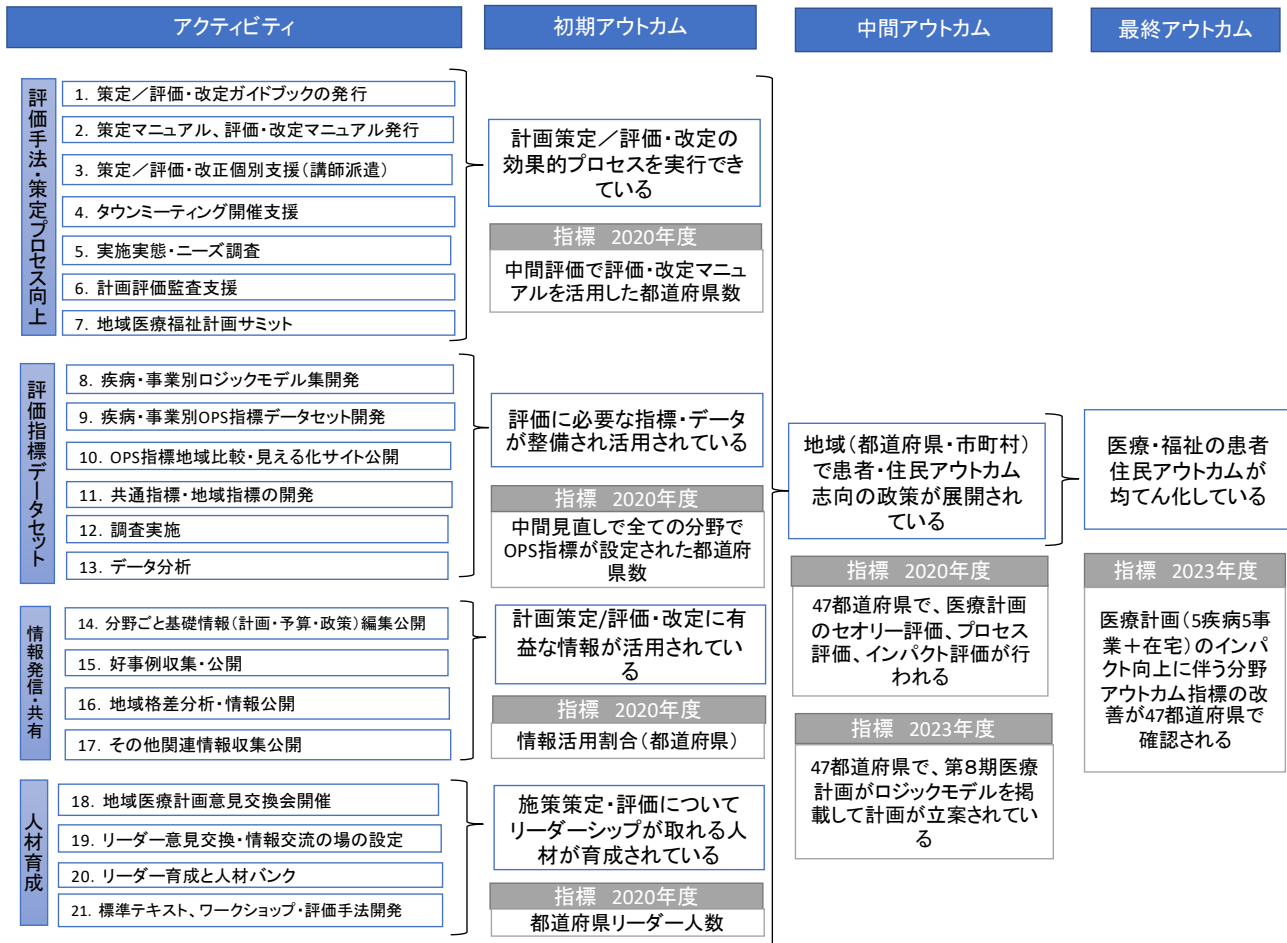 アクティビティ
初期アウトカム
中間アウトカム
最終アウトカム
評価手法・策定プロセス向上
1. 策定／評価・改定ガイドブックの発行
2. 策定マニュアル、評価・改定マニュアル発行
3. 策定／評価・改正個別支援（講師派遣）
4. タウンミーティング開催支援
5. 実施実態・ニーズ調査
6. 計画評価監査支援
7. 地域医療福祉計画サミット
計画策定／評価・改定の
効果的プロセスを実行でき
ている
指標 2020年度
中間評価で評価・改定マニュ
アルを活用した都道府県数
評価指標データセット
8. 疾病・事業別ロジックモデル集開発
9. 疾病・事業別OPS指標データセット開発
10. OPS指標地域比較・見える化サイト公開
11. 共通指標・地域指標の開発
12. 調査実施
13. データ分析
評価に必要な指標・データ
が整備され活用されている
指標 2020年度
中間見直しで全ての分野で
OPS指標が設定された都道府
県数
情報発信・共有
14. 分野ごと基礎情報（計画・予算・政策）編集公開
15. 好事例収集・公開
16. 地域格差分析・情報公開
17. その他関連情報収集公開
計画策定/評価・改定に有
益な情報が活用されてい
る
指標 2020年度
情報活用割合（都道府県）
人材育成
18. 地域医療計画意見交換会開催
19. リーダー意見交換・情報交流の場の設定
20. リーダー育成と人材バンク
21. 標準テキスト、ワークショップ・評価手法開発
施策策定・評価について
リーダーシップが取れる人
材が育成されている
指標 2020年度
都道府県リーダー人数
地域（都道府県・市町村）
で患者・住民アウトカム
志向の政策が展開され
ている
指標 2020年度
47都道府県で、医療計画
のセオリー評価、プロセス
評価、インパクト評価が行
われる
指標 2023年度
47都道府県で、第８期医療
計画がロジックモデルを掲
載して計画が立案されてい
る
医療・福祉の患者
住民アウトカムが
均てん化している
指標 2023年度
医療計画（5疾病5事
業＋在宅）のインパ
クト向上に伴う分野
アウトカム指標の改
善が47都道府県で
確認される